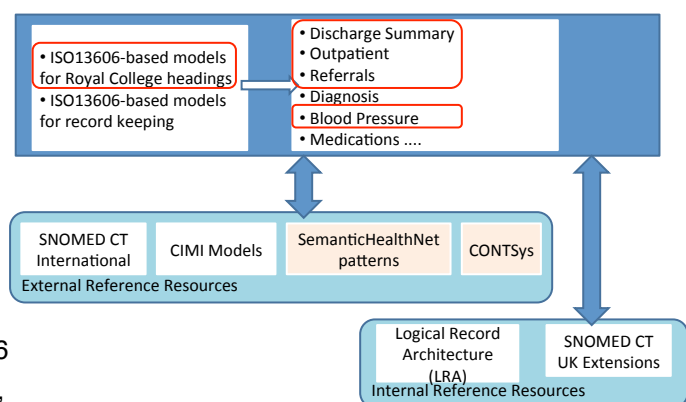 • ISO13606-based models
for Royal College headings
• ISO13606-based models
for record keeping
• Discharge Summary
• Outpatient
• Referrals
• Diagnosis
• Blood Pressure
• Medications ....
SNOMED CT
International
CIMI Models
SemanticHealthNet
patterns
CONTSys
External Reference Resources
6
,
Logical Record
Architecture
(LRA)
SNOMED CT
UK Extensions
Internal Reference Resources